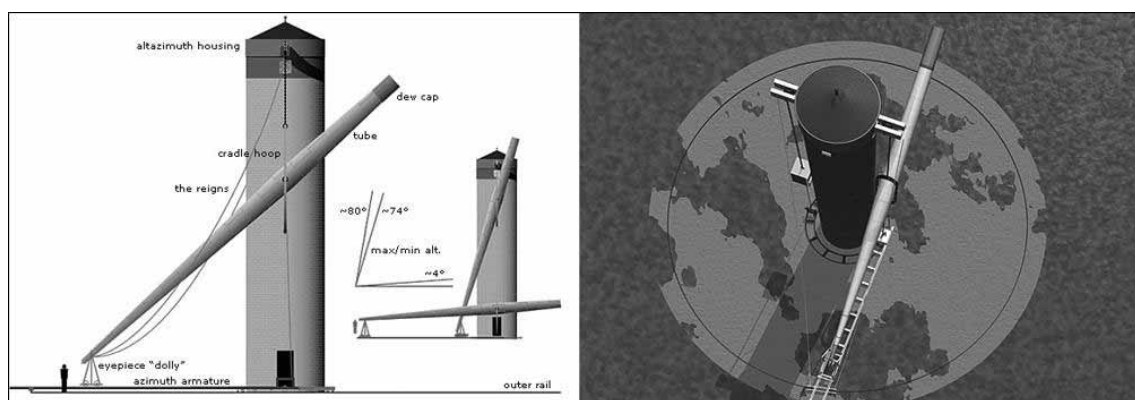 altazimuth housing
dew cap
tube
cradle hoop
the reigns
~80°
~74°
max/min alt.
~4°
eyepiece "dolly"
azimuth armature
outer rail